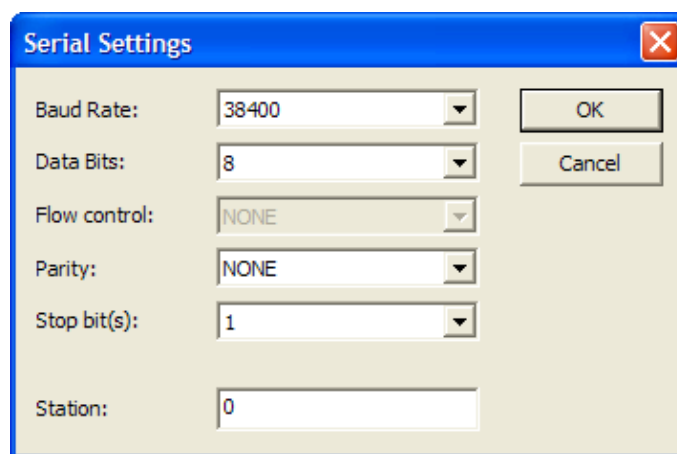 Serial Settings
Baud Rate: 38400 OK
Data Bits: 8 Cancel
Flow control: NONE
Parity: NONE
Stop bit(s): 1
Station: 0